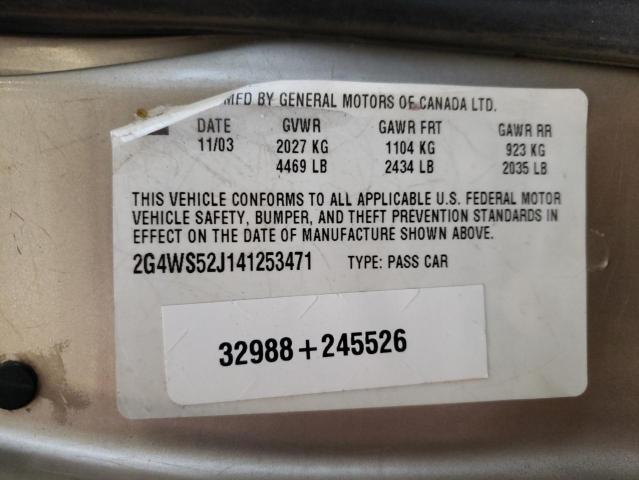 MFD BY GENERAL MOTORS OF CANADA LTD.
DATE GVWR GAWR FRT GAWR RR
11/03 2027 KG 1104 KG 923 KG
4469 LB 2434 LB 2035 LB
THIS VEHICLE CONFORMS TO ALL APPLICABLE U.S. FEDERAL MOTOR
VEHICLE SAFETY, BUMPER, AND THEFT PREVENTION STANDARDS IN
EFFECT ON THE DATE OF MANUFACTURE SHOWN ABOVE.
2G4WS52J141253471 TYPE: PASS CAR
32988+245526